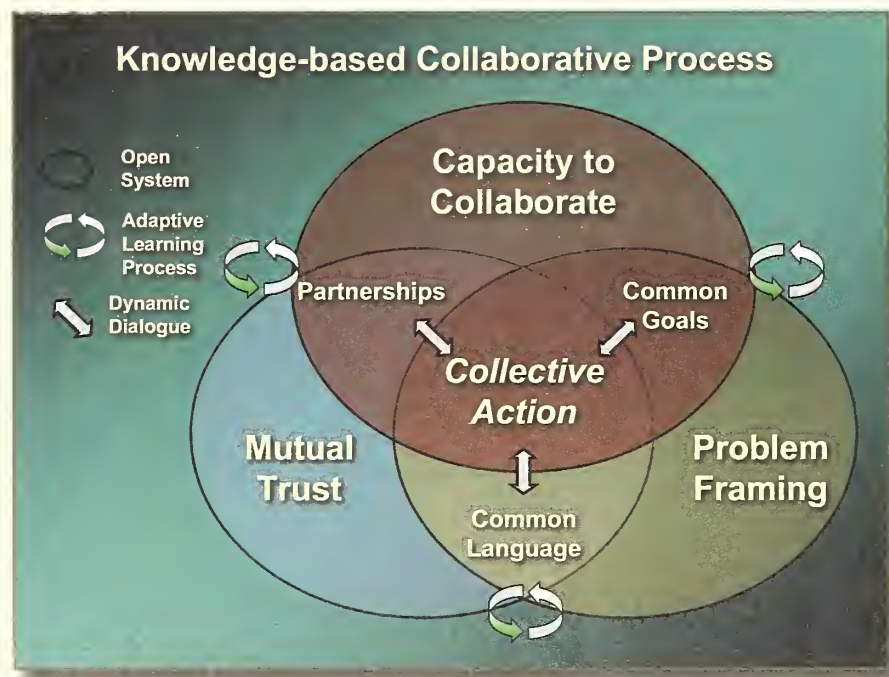 Knowledge-based Collaborative Process
Open
System
Adaptive
Learning
Process
Dynamic
Dialogue
Capacity to
Collaborate
Partnerships
Common
Goals
Collective
Action
Mutual
Trust
Problem
Framing
Common
Language